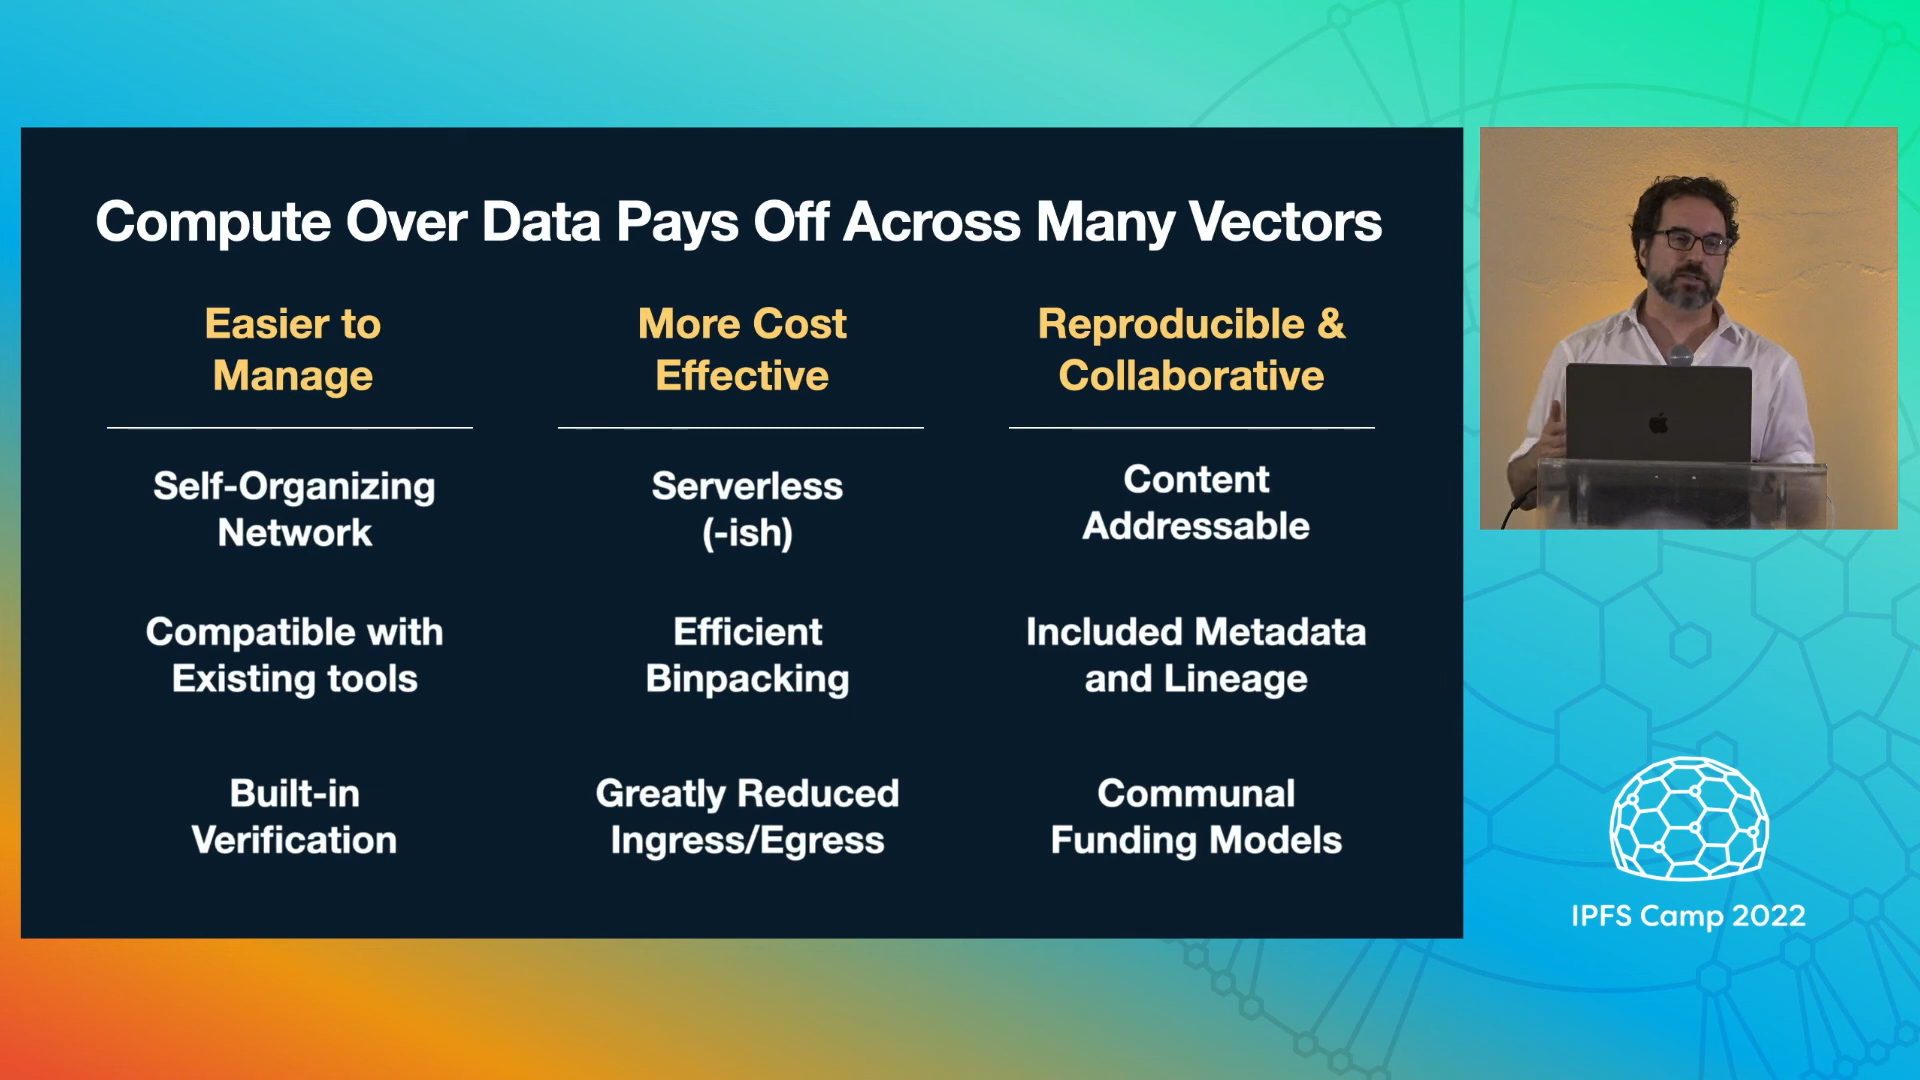 Compute Over Data Pays Off Across Many Vectors
Easier to
Manage
Self-Organizing
Network
Compatible with
Existing tools
Built-in
Verification
More Cost
Effective
Serverless
(-ish)
Efficient
Binpacking
Greatly Reduced
Ingress/Egress
Reproducible &
Collaborative
Content
Addressable
Included Metadata
and Lineage
Communal
Funding Models
IPFS Camp 2022